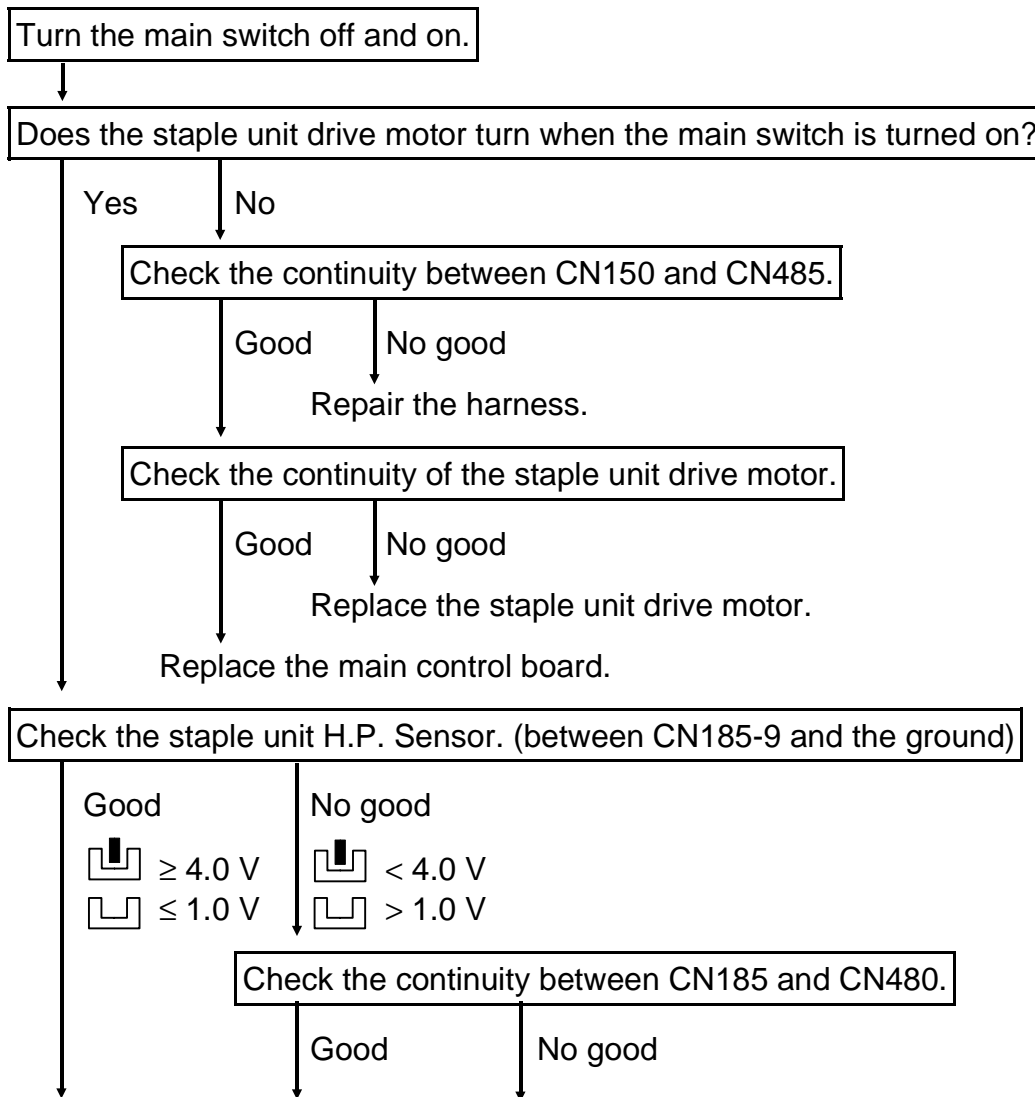 Turn the main switch off and on.
Does the staple unit drive motor turn when the main switch is turned on?
Yes No
Check the continuity between CN150 and CN485.
Good No good
Repair the harness.
Check the continuity of the staple unit drive motor.
Good No good
Replace the staple unit drive motor.
Replace the main control board.
Check the staple unit H.P. Sensor. (between CN185-9 and the ground)
Good No good
≥ 4.0 V < 4.0 V
≤ 1.0 V > 1.0 V
Check the continuity between CN185 and CN480.
Good No good